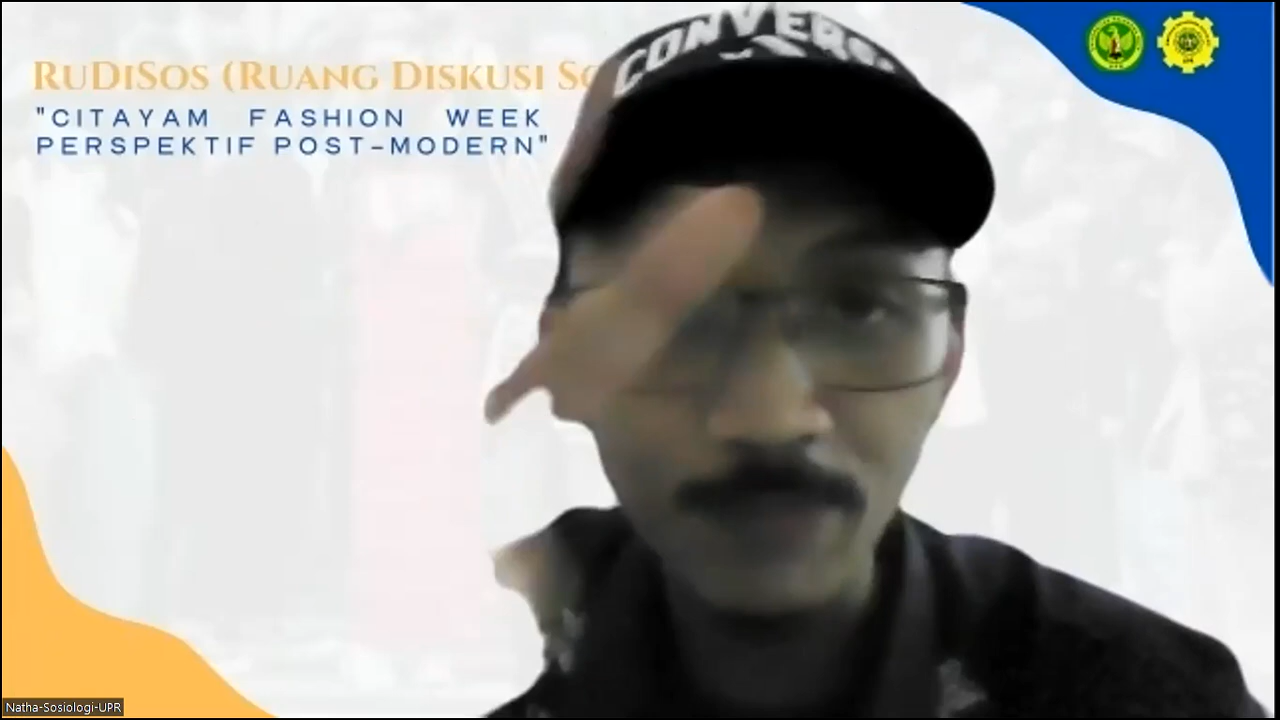 RuDiSos (Ruang Diskusi So
"CITAYAM FASHION WEEK
PERSPEKTIF POST-MODERN"
CONVERS
Natha-Sosiologi-UPR